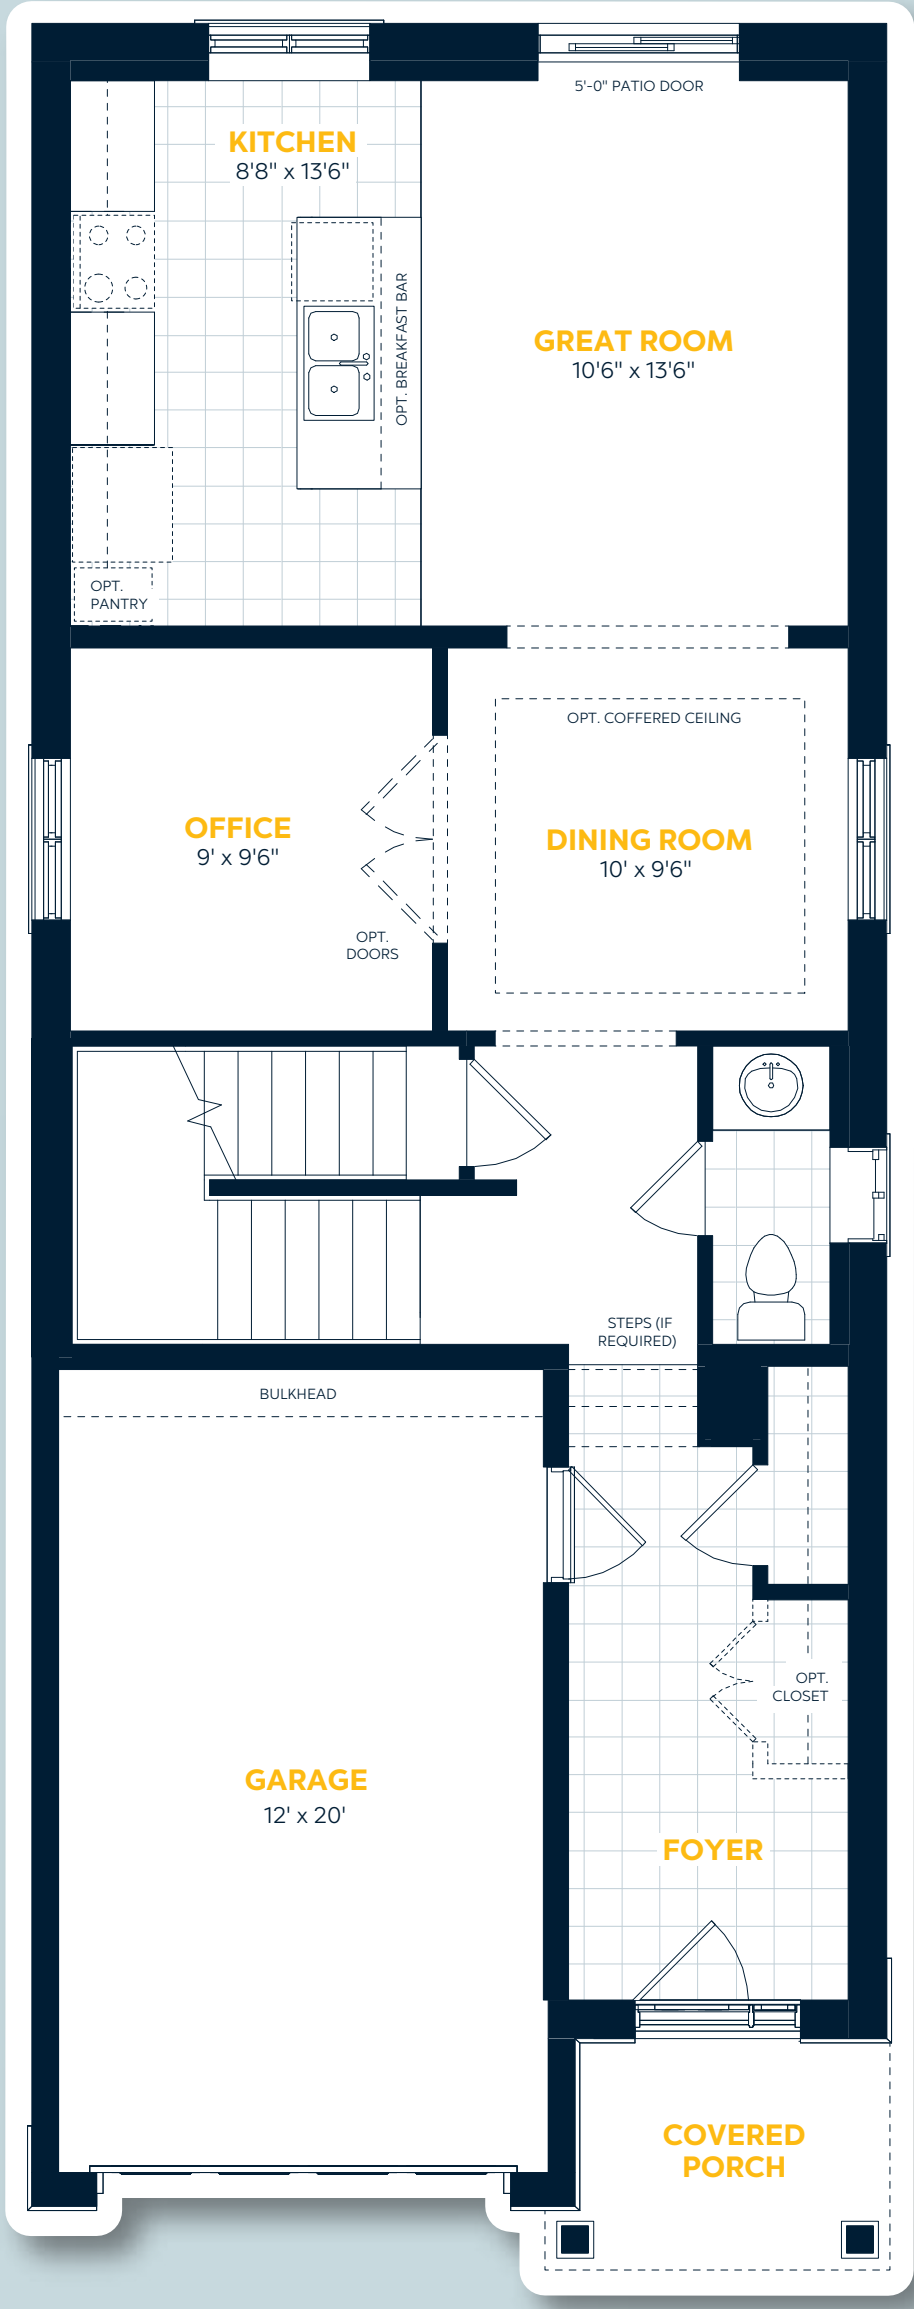 5'-0" PATIO DOOR
KITCHEN
8'8" x 13'6"
OPT. BREAKFAST BAR
GREAT ROOM
10'6" x 13'6"
OPT.
PANTRY
OPT. COFFERED CEILING
OFFICE
9' x 9'6"
DINING ROOM
10' x 9'6"
OPT.
DOORS
STEPS (IF
REQUIRED)
BULKHEAD
OPT.
CLOSET
GARAGE
12' x 20'
FOYER
COVERED
PORCH